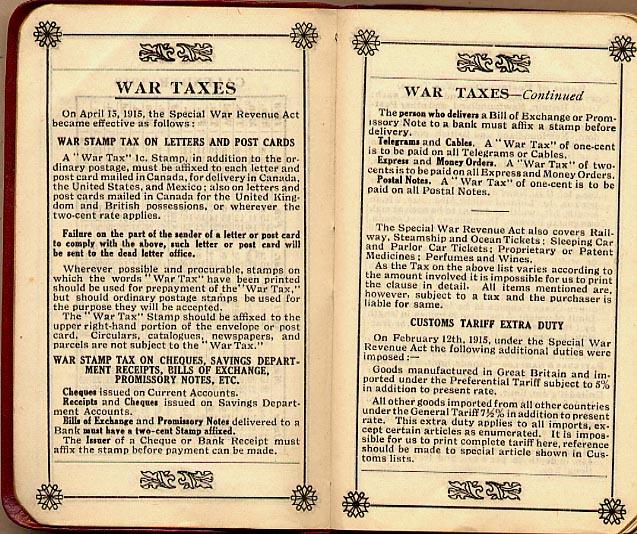 WAR TAXES
On April 15, 1915, the Special War Revenue Act
became effective as follows :
WAR STAMP TAX ON LETTERS AND POST CARDS
A "War Tax" 1c. Stamp, in addition to the or-
dinary postage, must be affixed to each letter and
post card mailed in Canada, for delivery in Canada,
the United States, and Mexico; also on letters and
post cards mailed in Canada for the United King-
dom and British possessions, or wherever the
two-cent rate applies.
Failure on the part of the sender of a letter or post card
to comply with the above, such letter or post card will
be sent to the dead letter office.
Wherever possible and procurable, stamps on
which the words "War Tax" have been printed
should be used for prepayment of the "War Tax,"
but should ordinary postage stamps be used for
the purpose they will be accepted.
The "War Tax" Stamp should be affixed to the
upper right-hand portion of the envelope or post
card. Circulars, catalogues, newspapers, and
parcels are not subject to the "War Tax."
WAR STAMP TAX ON CHEQUES, SAVINGS DEPART-
MENT RECEIPTS, BILLS OF EXCHANGE,
PROMISSORY NOTES, ETC.
Cheques issued on Current Accounts.
Receipts and Cheques issued on Savings Depart-
ment Accounts.
Bills of Exchange and Promissory Notes delivered to a
Bank must have a two-cent Stamp affixed.
The Issuer of a Cheque or Bank Receipt must
affix the stamp before payment can be made.
WAR TAXES—Continued
The person who delivers a Bill of Exchange or Prom-
issory Note to a bank must affix a stamp before
delivery.
Telegrams and Cables. A "War Tax" of one-cent
is to be paid on all Telegrams or Cables.
Express and Money Orders. A "War Tax" of two-
cents is to be paid on all Express and Money Orders.
Postal Notes. A "War Tax" of one-cent is to be
paid on all Postal Notes.
The Special War Revenue Act also covers Rail-
way, Steamship and Ocean Tickets; Sleeping Car
and Parlor Car Tickets; Proprietary or Patent
Medicines; Perfumes and Wines.
As the Tax on the above list varies according to
the amount involved it is impossible for us to print
the clause in detail. All items mentioned are,
however, subject to a tax and the purchaser is
liable for same.
CUSTOMS TARIFF EXTRA DUTY
On February 12th, 1915, under the Special War
Revenue Act the following additional duties were
imposed :—
Goods manufactured in Great Britain and im-
ported under the Preferential Tariff subject to 5%
in addition to present rate.
All other goods imported from all other countries
under the General Tariff 7½% in addition to present
rate. This extra duty applies to all imports, ex-
cept certain articles as enumerated. It is impos-
sible for us to print complete tariff here, reference
should be made to special article shown in Cus-
toms lists.